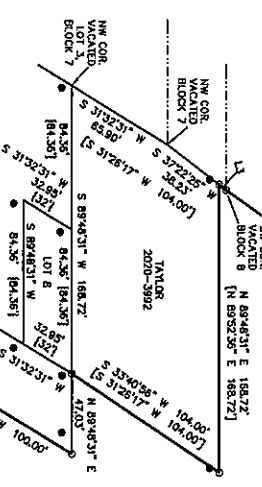 NW COR.
VACATED
LOT 3,
BLOCK 7
NW COR.
VACATED
BLOCK 7
L3
VACATED
BLOCK 8
N 89°48'31" E 168.72'
[N 89°52'36" E 168.72']
S 37°22'25" W
38.23'
S 31°32'31" W
65.90'
[S 31°26'17" W 104.00']
TAYLOR
2020-3992
S 33°40'56" W 104.00'
[S 31°26'17" W 104.00']
S 89°48'31" W 168.72'
84.36'
[84.36']
84.36' [84.36']
S 31°32'31" W
32.95'
[32']
LOT 8
S 89°48'31" W
84.36' [84.36']
32.95'
[32']
S 31°32'31" W
N 89°48'31" E
47.03'
W 100.00'